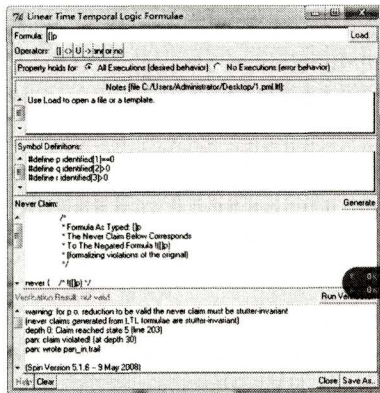 Linear Time Temporal Logic Formulae
Formula: []p
Load
Operators: [] <> U -> and or not
Property holds for: All Executions (desired behavior) No Executions (error behavior)
Notes [file C:/Users/Administrator/Desktop/1.pml.ltl]:
Use Load to open a file or a template.
Symbol Definitions:
#define p identified[1]==0
#define q identified[2]>0
#define r identified[3]>0
Never Claim:
Generate
/*
* Formula As Typed: []p
* The Never Claim Below Corresponds
* To The Negated Formula !([]p)
* (formalizing violations of the original)
*/
never { /* !([]p) */
Verification Result: not valid
Run
warning: for p.o. reduction to be valid the never claim must be stutter-invariant
(never claims generated from LTL formulae are stutter-invariant)
depth 0: Claim reached state 5 (line 203)
pan: claim violated! (at depth 30)
pan: wrote pan_in.trail
(Spin Version 5.1.6 -- 9 May 2008)
Help Clear
Close Save As..